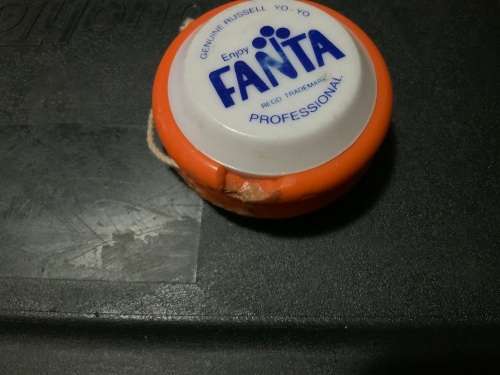 GENUINE RUSSELL YO-YO
Enjoy
FANTA
REGD. TRADEMARK
PROFESSIONAL